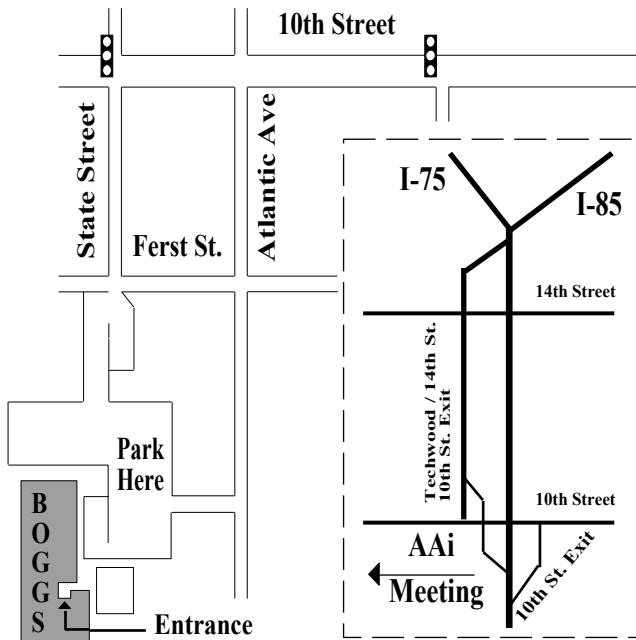 10th Street
State Street
Atlantic Ave
Ferst St.
I-75
I-85
14th Street
Techwood / 14th St.
10th St. Exit
Park
Here
10th Street
BOGGS
AAi
Meeting
10th St. Exit
Entrance